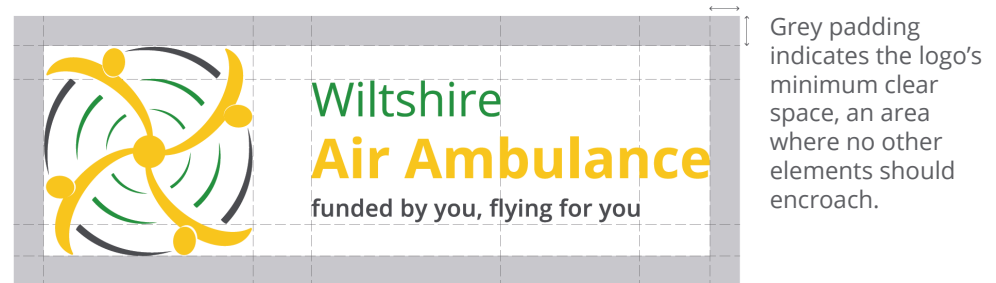 Wiltshire
Air Ambulance
funded by you, flying for you
Grey padding
indicates the logo’s
minimum clear
space, an area
where no other
elements should
encroach.